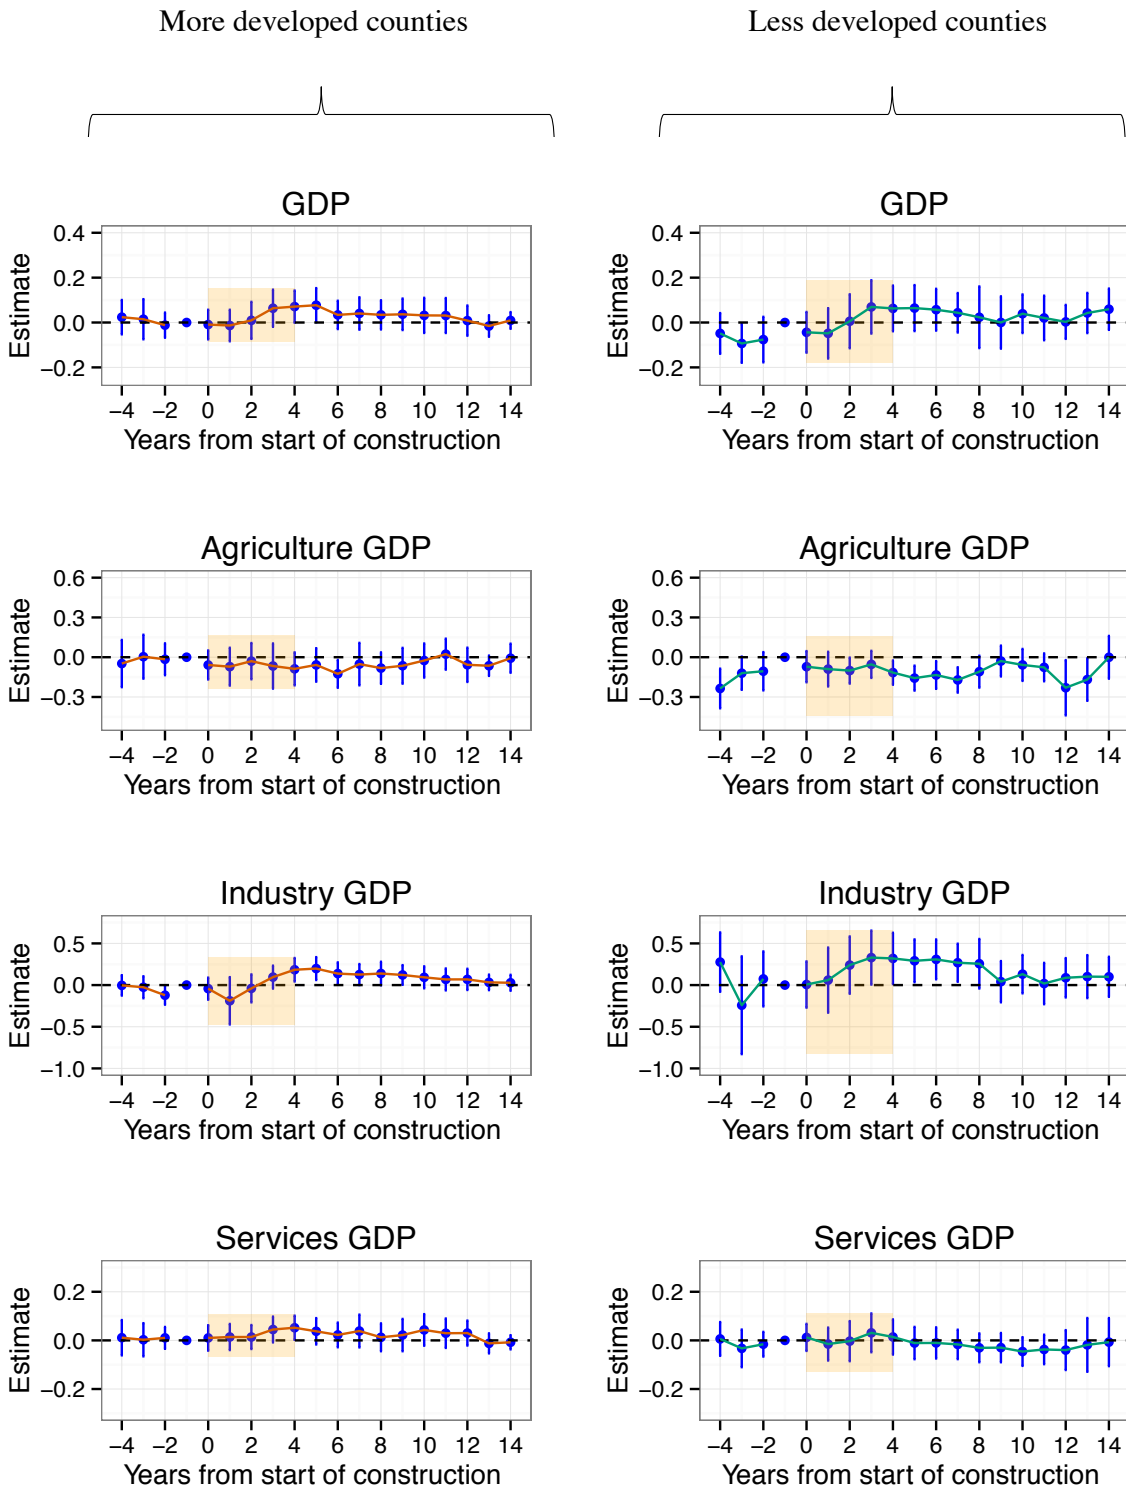 More developed counties
Less developed counties
GDP
GDP
0.4
0.2
0.0
−0.2
Estimate
−4 −2 0 2 4 6 8 10 12 14
Years from start of construction
0.4
0.2
0.0
−0.2
Estimate
−4 −2 0 2 4 6 8 10 12 14
Years from start of construction
Agriculture GDP
Agriculture GDP
0.6
0.3
0.0
−0.3
Estimate
−4 −2 0 2 4 6 8 10 12 14
Years from start of construction
0.6
0.3
0.0
−0.3
Estimate
−4 −2 0 2 4 6 8 10 12 14
Years from start of construction
Industry GDP
Industry GDP
0.5
0.0
−0.5
−1.0
Estimate
−4 −2 0 2 4 6 8 10 12 14
Years from start of construction
0.5
0.0
−0.5
−1.0
Estimate
−4 −2 0 2 4 6 8 10 12 14
Years from start of construction
Services GDP
Services GDP
0.2
0.0
−0.2
Estimate
−4 −2 0 2 4 6 8 10 12 14
Years from start of construction
0.2
0.0
−0.2
Estimate
−4 −2 0 2 4 6 8 10 12 14
Years from start of construction